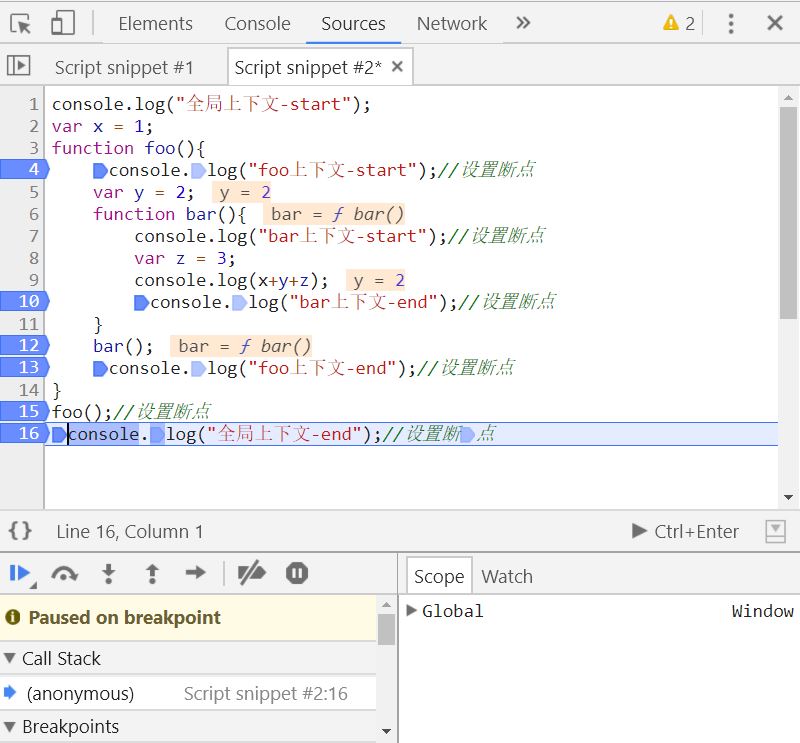 Elements Console Sources Network » 2
Script snippet #1 Script snippet #2* ×
1 console.log("全局上下文-start");
2 var x = 1;
3 function foo(){
4 console.log("foo上下文-start");//设置断点
5 var y = 2; y = 2
6 function bar(){ bar = ƒ bar()
7 console.log("bar上下文-start");//设置断点
8 var z = 3;
9 console.log(x+y+z); y = 2
10 console.log("bar上下文-end");//设置断点
11 }
12 bar(); bar = ƒ bar()
13 console.log("foo上下文-end");//设置断点
14 }
15 foo();//设置断点
16 console.log("全局上下文-end");//设置断点
{} Line 16, Column 1 Ctrl+Enter
Scope Watch
Paused on breakpoint
Global Window
Call Stack
(anonymous) Script snippet #2:16
Breakpoints